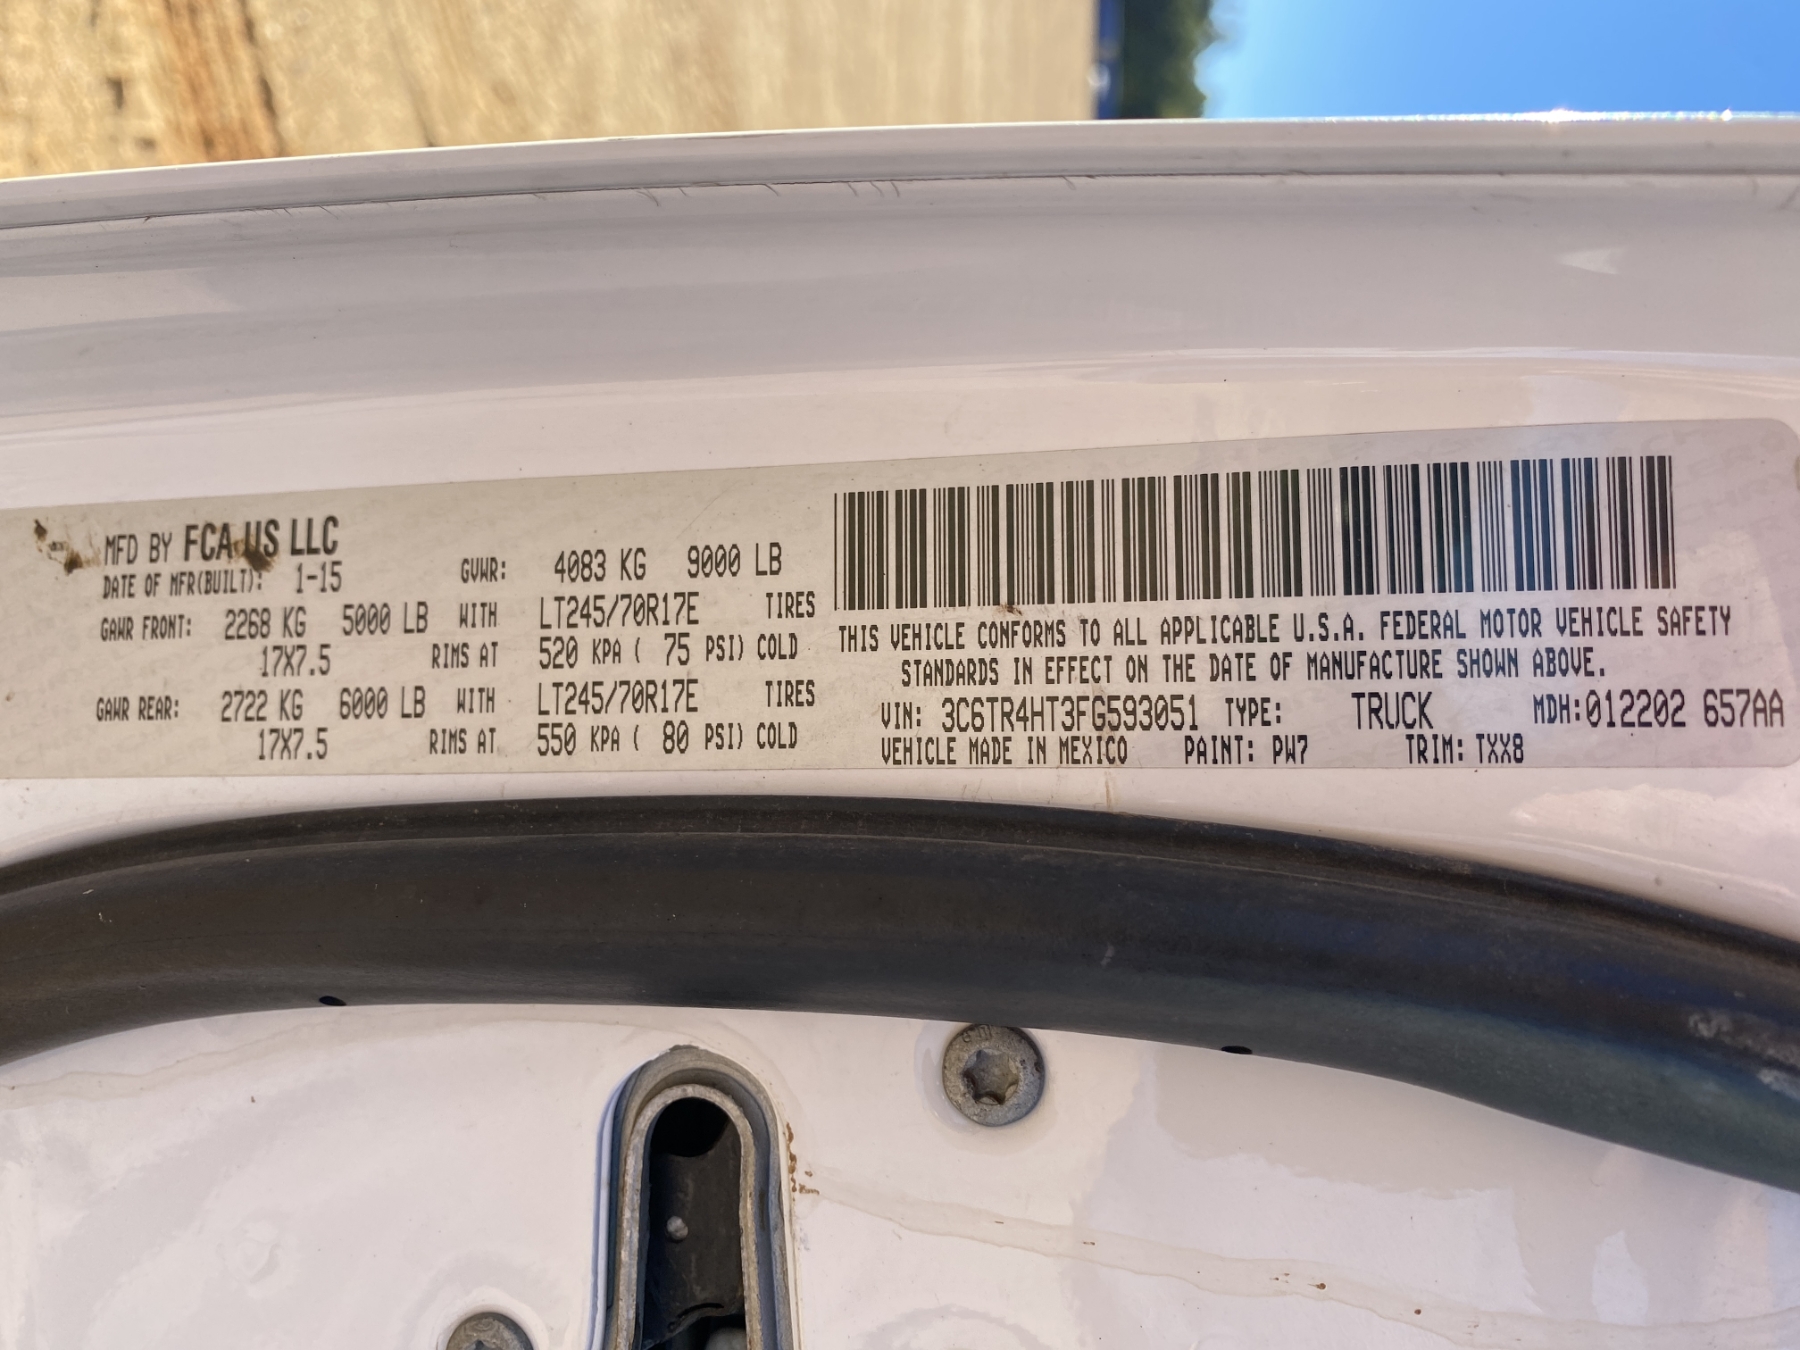 MFD BY FCA US LLC
DATE OF MFR(BUILT): 1-15 GVWR: 4083 KG 9000 LB
GAWR FRONT: 2268 KG 5000 LB WITH LT245/70R17E TIRES
17X7.5 RIMS AT 520 KPA ( 75 PSI) COLD
GAWR REAR: 2722 KG 6000 LB WITH LT245/70R17E TIRES
17X7.5 RIMS AT 550 KPA ( 80 PSI) COLD
THIS VEHICLE CONFORMS TO ALL APPLICABLE U.S.A. FEDERAL MOTOR VEHICLE SAFETY
STANDARDS IN EFFECT ON THE DATE OF MANUFACTURE SHOWN ABOVE.
VIN: 3C6TR4HT3FG593051 TYPE: TRUCK MDH:012202 657AA
VEHICLE MADE IN MEXICO PAINT: PW7 TRIM: TXX8